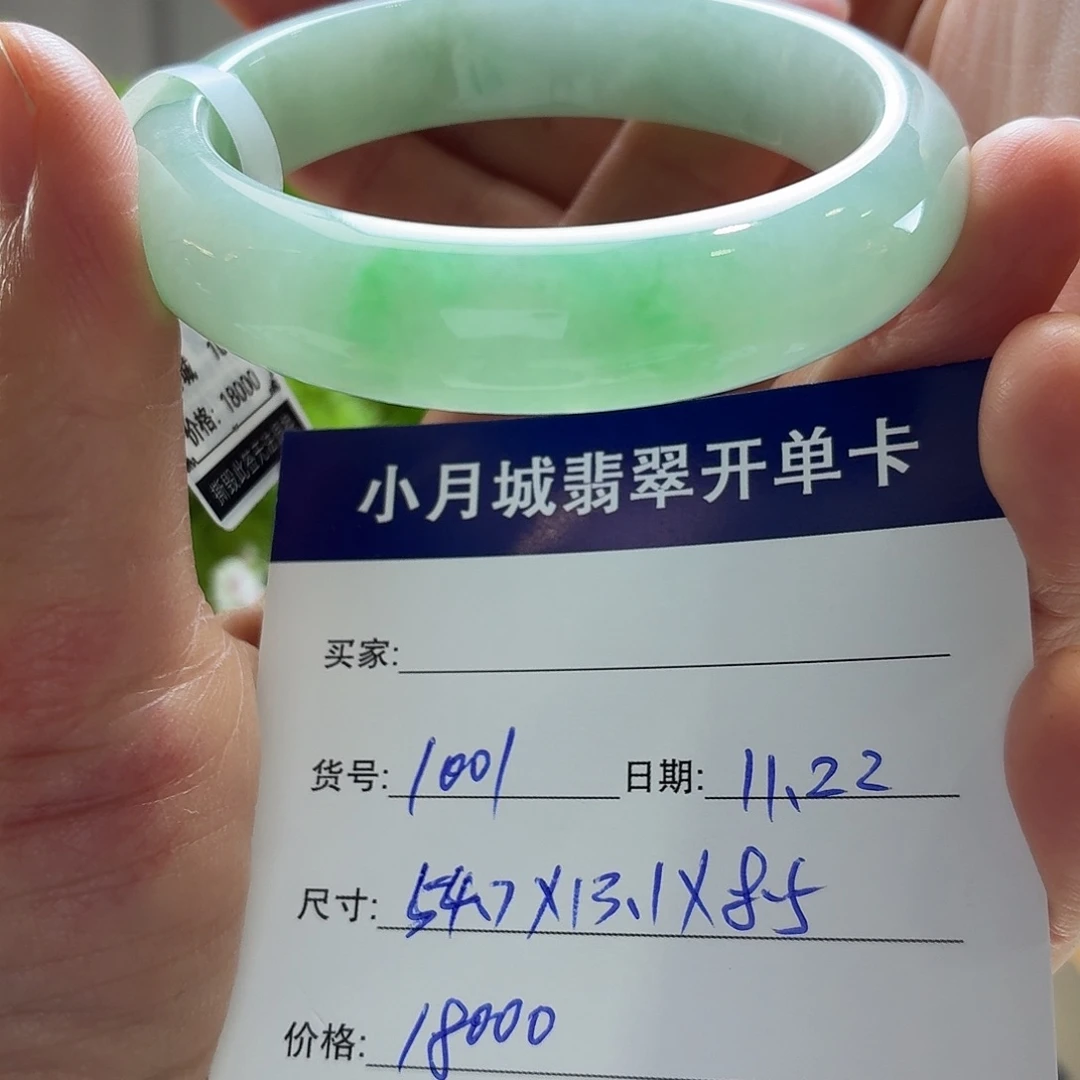 价格: 18000
小月城翡翠开单卡
买家:
货号: 1001 日期: 11.22
尺寸: 54.7X13.1X8.5
价格: 18000